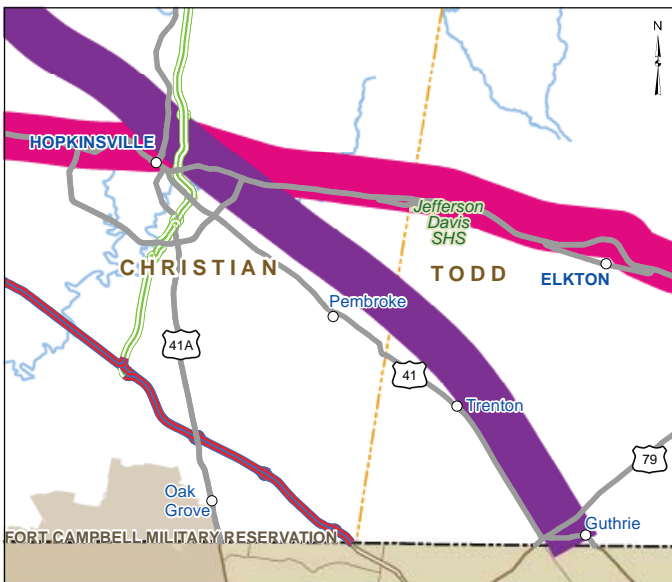 N
HOPKINSVILLE
Jefferson
Davis
SHS
CHRISTIAN
TODD
ELKTON
Pembroke
41A
41
Trenton
79
Oak
Grove
Guthrie
FORT CAMPBELL MILITARY RESERVATION